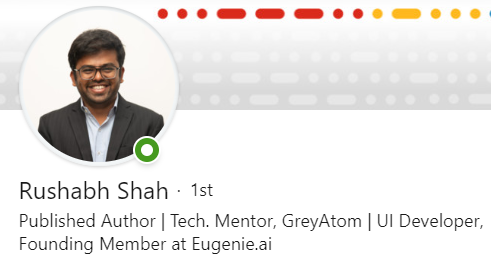 Rushabh Shah · 1st
Published Author | Tech. Mentor, GreyAtom | UI Developer,
Founding Member at Eugenie.ai